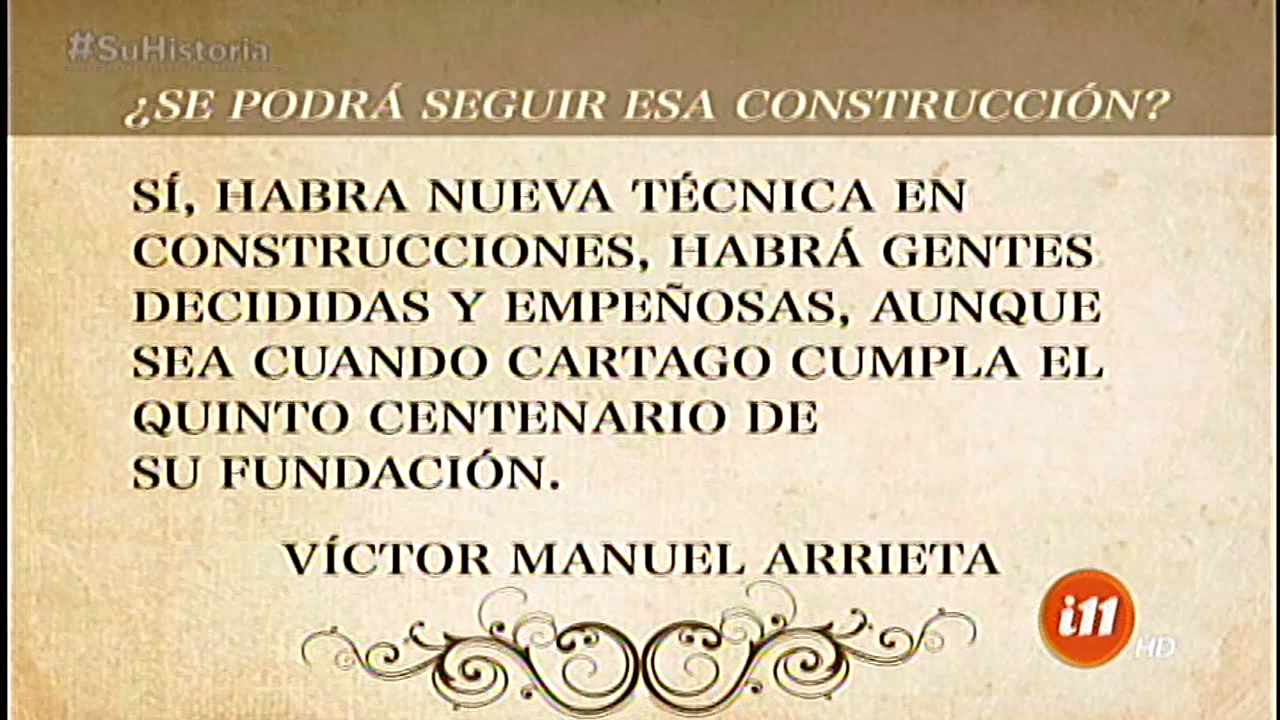 #SuHistoria
¿SE PODRÁ SEGUIR ESA CONSTRUCCIÓN?
SÍ, HABRA NUEVA TÉCNICA EN
CONSTRUCCIONES, HABRÁ GENTES
DECIDIDAS Y EMPEÑOSAS, AUNQUE
SEA CUANDO CARTAGO CUMPLA EL
QUINTO CENTENARIO DE
SU FUNDACIÓN.
VÍCTOR MANUEL ARRIETA
i11
HD